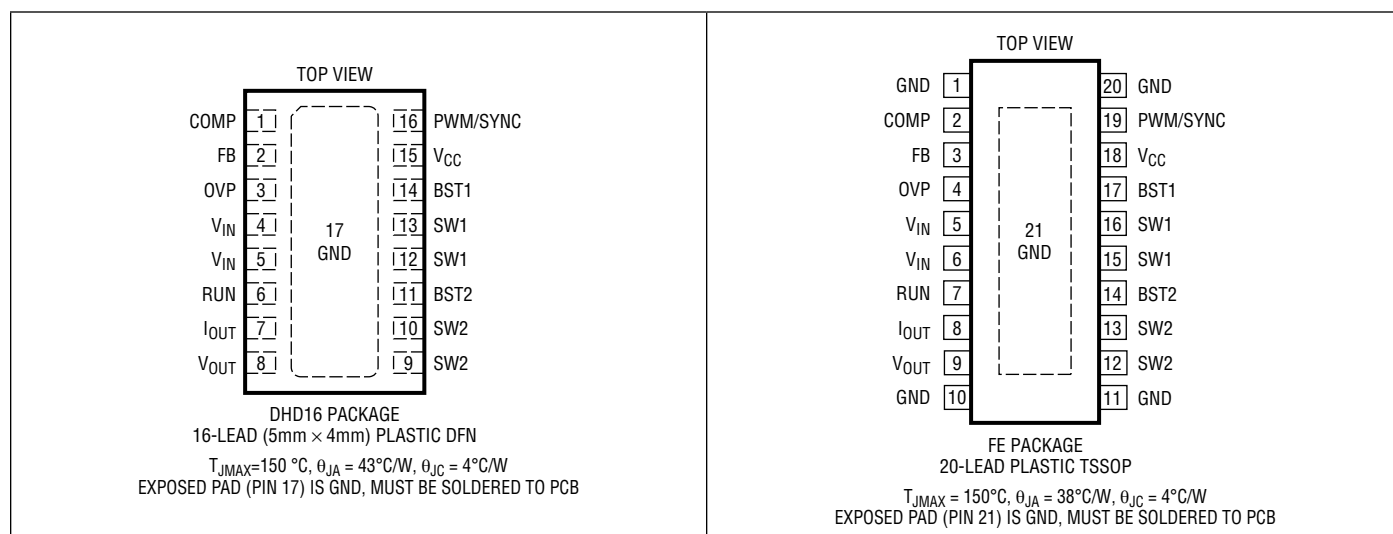 TOP VIEW
COMP 1 16 PWM/SYNC
FB 2 15 VCC
OVP 3 14 BST1
VIN 4 13 SW1
VIN 5 12 SW1
RUN 6 11 BST2
IOUT 7 10 SW2
VOUT 8 9 SW2
17
GND
DHD16 PACKAGE
16-LEAD (5mm × 4mm) PLASTIC DFN
TJMAX=150 °C, θJA = 43°C/W, θJC = 4°C/W
EXPOSED PAD (PIN 17) IS GND, MUST BE SOLDERED TO PCB
TOP VIEW
GND 1 20 GND
COMP 2 19 PWM/SYNC
FB 3 18 VCC
OVP 4 17 BST1
VIN 5 16 SW1
VIN 6 15 SW1
RUN 7 14 BST2
IOUT 8 13 SW2
VOUT 9 12 SW2
GND 10 11 GND
21
GND
FE PACKAGE
20-LEAD PLASTIC TSSOP
TJMAX = 150°C, θJA = 38°C/W, θJC = 4°C/W
EXPOSED PAD (PIN 21) IS GND, MUST BE SOLDERED TO PCB